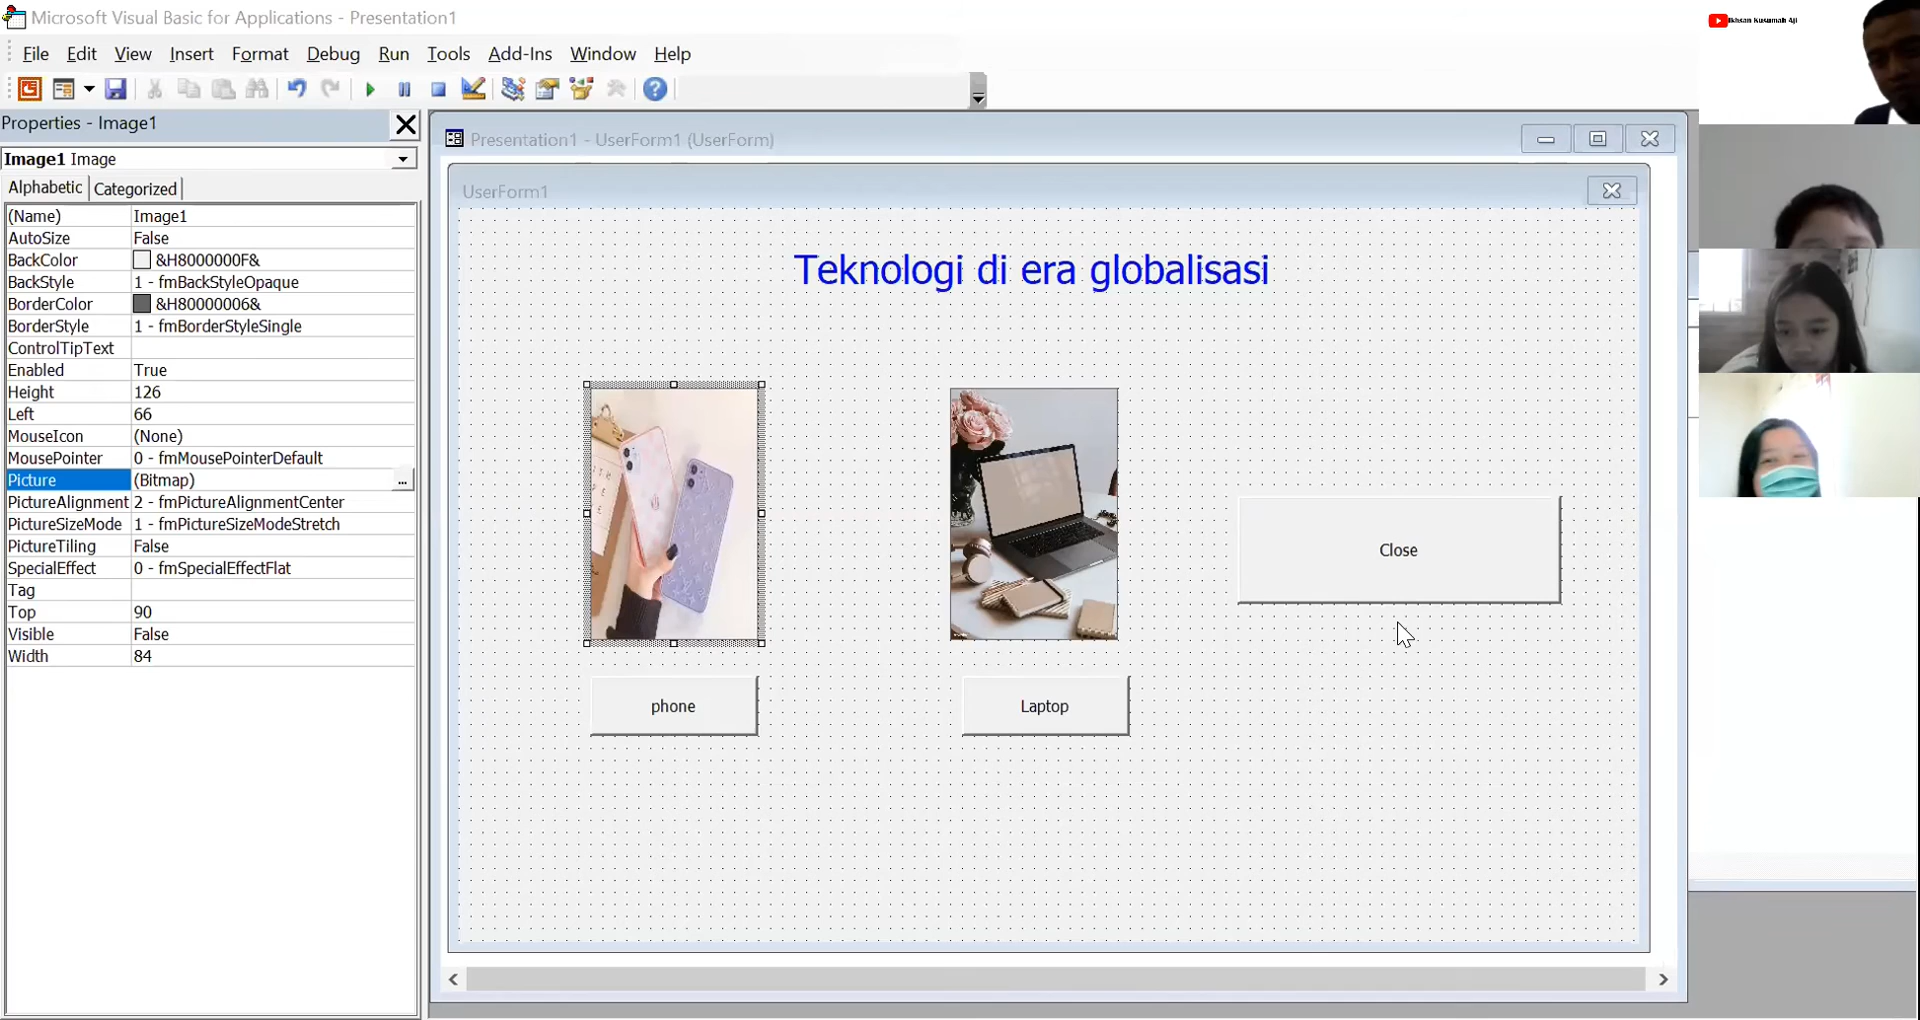 Microsoft Visual Basic for Applications - Presentation1
Ikhsan Kusumah Aji
File Edit View Insert Format Debug Run Tools Add-Ins Window Help
Properties - Image1
Image1 Image
Alphabetic Categorized
(Name) Image1
AutoSize False
BackColor &H8000000F&
BackStyle 1 - fmBackStyleOpaque
BorderColor &H80000006&
BorderStyle 1 - fmBorderStyleSingle
ControlTipText
Enabled True
Height 126
Left 66
MouseIcon (None)
MousePointer 0 - fmMousePointerDefault
Picture (Bitmap) ...
PictureAlignment 2 - fmPictureAlignmentCenter
PictureSizeMode 1 - fmPictureSizeModeStretch
PictureTiling False
SpecialEffect 0 - fmSpecialEffectFlat
Tag
Top 90
Visible False
Width 84
Presentation1 - UserForm1 (UserForm)
UserForm1
Teknologi di era globalisasi
Close
phone
Laptop